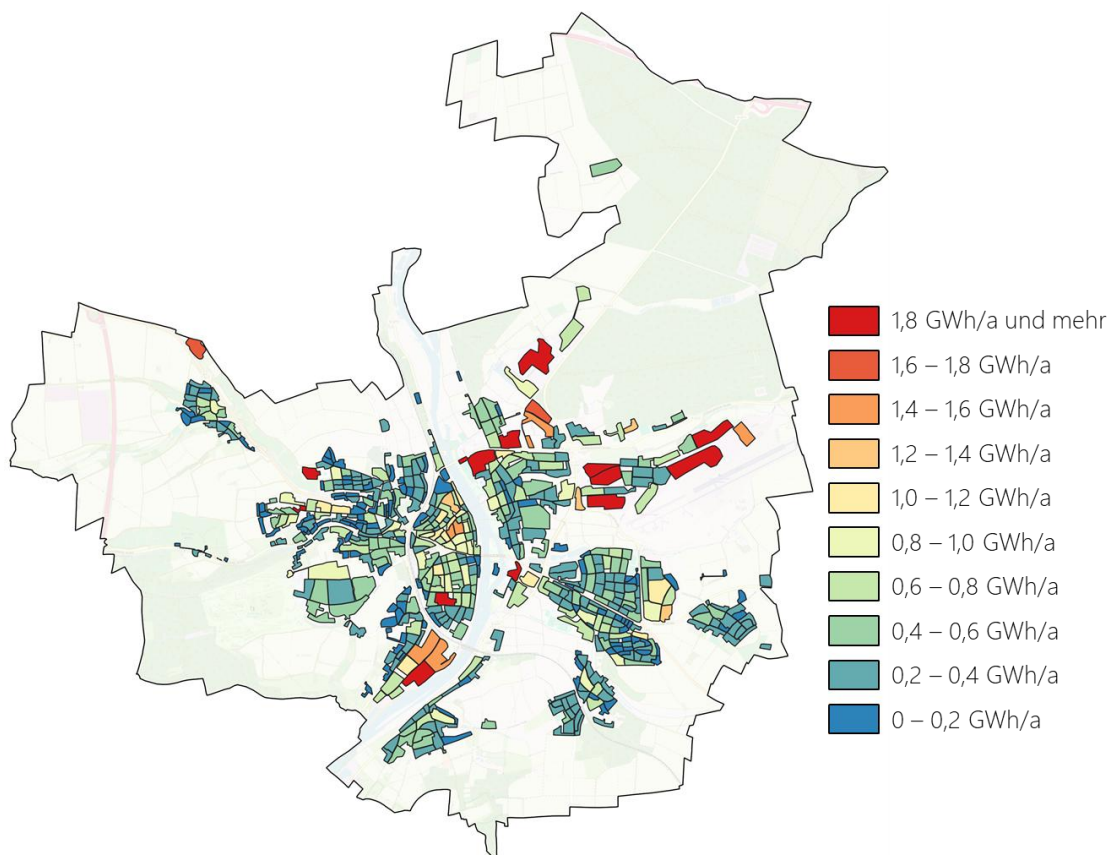 1,8 GWh/a und mehr
1,6 – 1,8 GWh/a
1,4 – 1,6 GWh/a
1,2 – 1,4 GWh/a
1,0 – 1,2 GWh/a
0,8 – 1,0 GWh/a
0,6 – 0,8 GWh/a
0,4 – 0,6 GWh/a
0,2 – 0,4 GWh/a
0 – 0,2 GWh/a